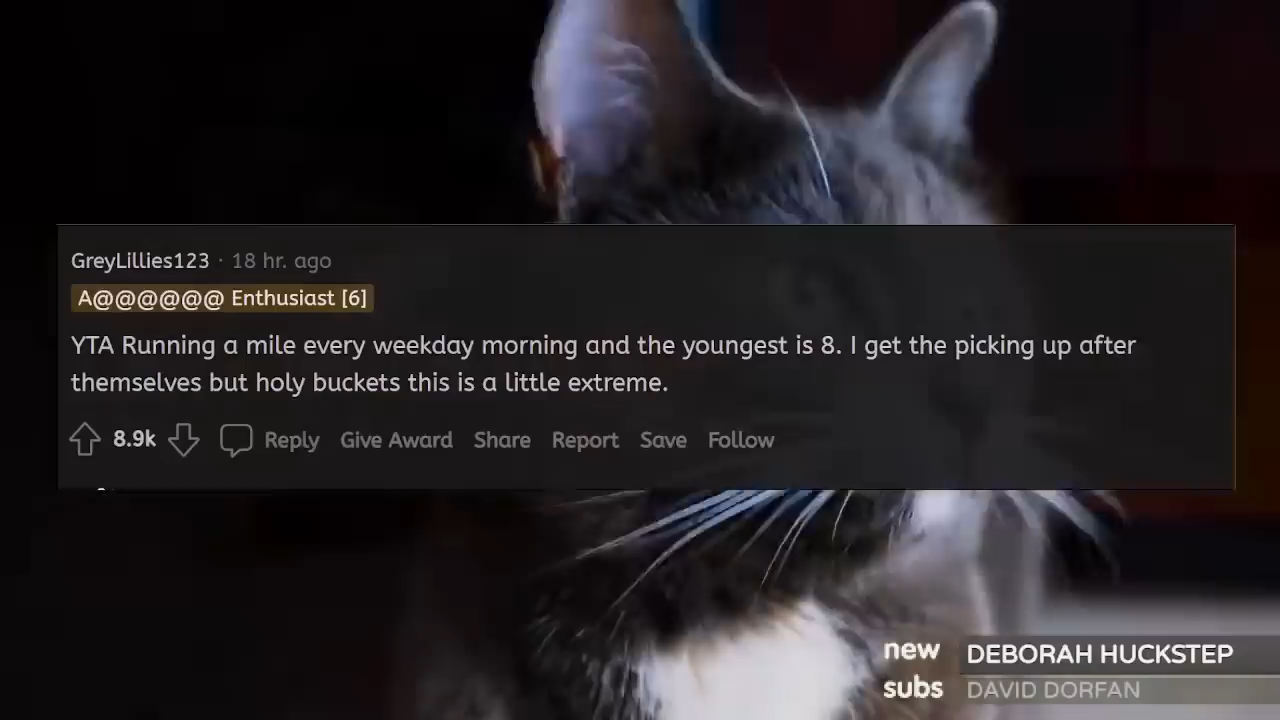 GreyLillies123 · 18 hr. ago
A@@@@@@ Enthusiast [6]
YTA Running a mile every weekday morning and the youngest is 8. I get the picking up after
themselves but holy buckets this is a little extreme.
8.9k Reply Give Award Share Report Save Follow
new DEBORAH HUCKSTEP
subs DAVID DORFAN